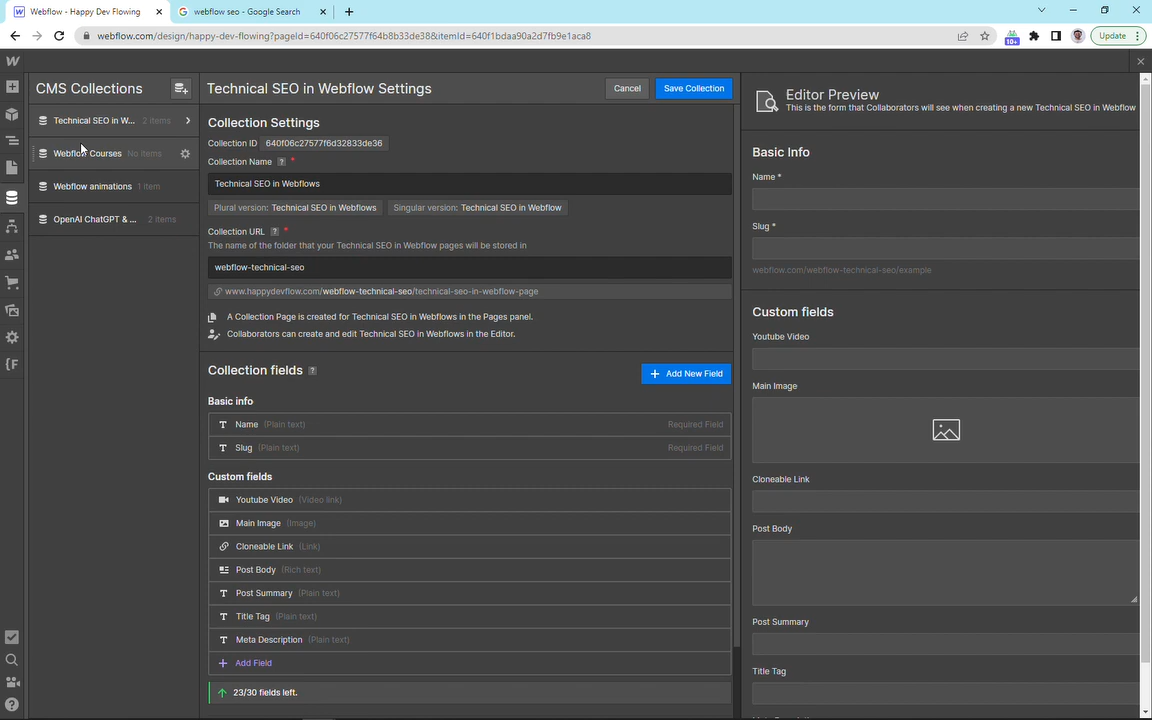 Webflow - Happy Dev Flowing
webflow seo - Google Search
webflow.com/design/happy-dev-flowing?pageId=640f06c27577f64b8b33de38&itemId=640f1bdaa90a2d7fb9e1aca8
10+
Update
CMS Collections
Technical SEO in W... 2 items
Webflow Courses No items
Webflow animations 1 item
OpenAI ChatGPT & ... 2 items
Technical SEO in Webflow Settings
Cancel
Save Collection
Collection Settings
Collection ID 640f06c27577f6d32833de36
Collection Name ? *
Technical SEO in Webflows
Plural version: Technical SEO in Webflows
Singular version: Technical SEO in Webflow
Collection URL ? *
The name of the folder that your Technical SEO in Webflow pages will be stored in
webflow-technical-seo
www.happydevflow.com/webflow-technical-seo/technical-seo-in-webflow-page
A Collection Page is created for Technical SEO in Webflows in the Pages panel.
Collaborators can create and edit Technical SEO in Webflows in the Editor.
Collection fields ?
Add New Field
Basic info
Name (Plain text) Required Field
Slug (Plain text) Required Field
Custom fields
Youtube Video (Video link)
Main Image (Image)
Cloneable Link (Link)
Post Body (Rich text)
Post Summary (Plain text)
Title Tag (Plain text)
Meta Description (Plain text)
Add Field
23/30 fields left.
Editor Preview
This is the form that Collaborators will see when creating a new Technical SEO in Webflow
Basic Info
Name *
Slug *
webflow.com/webflow-technical-seo/example
Custom fields
Youtube Video
Main Image
Cloneable Link
Post Body
Post Summary
Title Tag